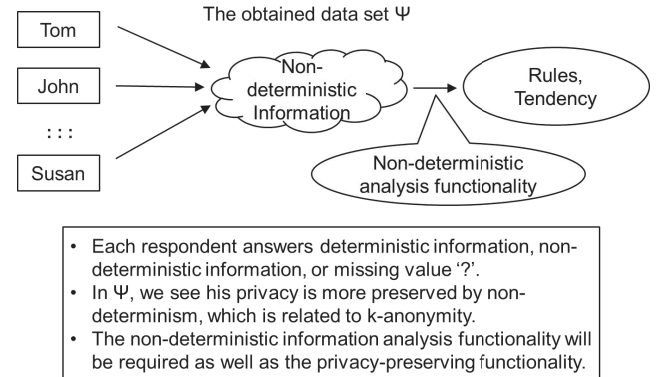 The obtained data set Ψ
Tom
John
:::
Susan
Non-
deterministic
Information
Rules,
Tendency
Non-deterministic
analysis functionality
• Each respondent answers deterministic information, non-
deterministic information, or missing value ‘?’.
• In Ψ, we see his privacy is more preserved by non-
determinism, which is related to k-anonymity.
• The non-deterministic information analysis functionality will
be required as well as the privacy-preserving functionality.